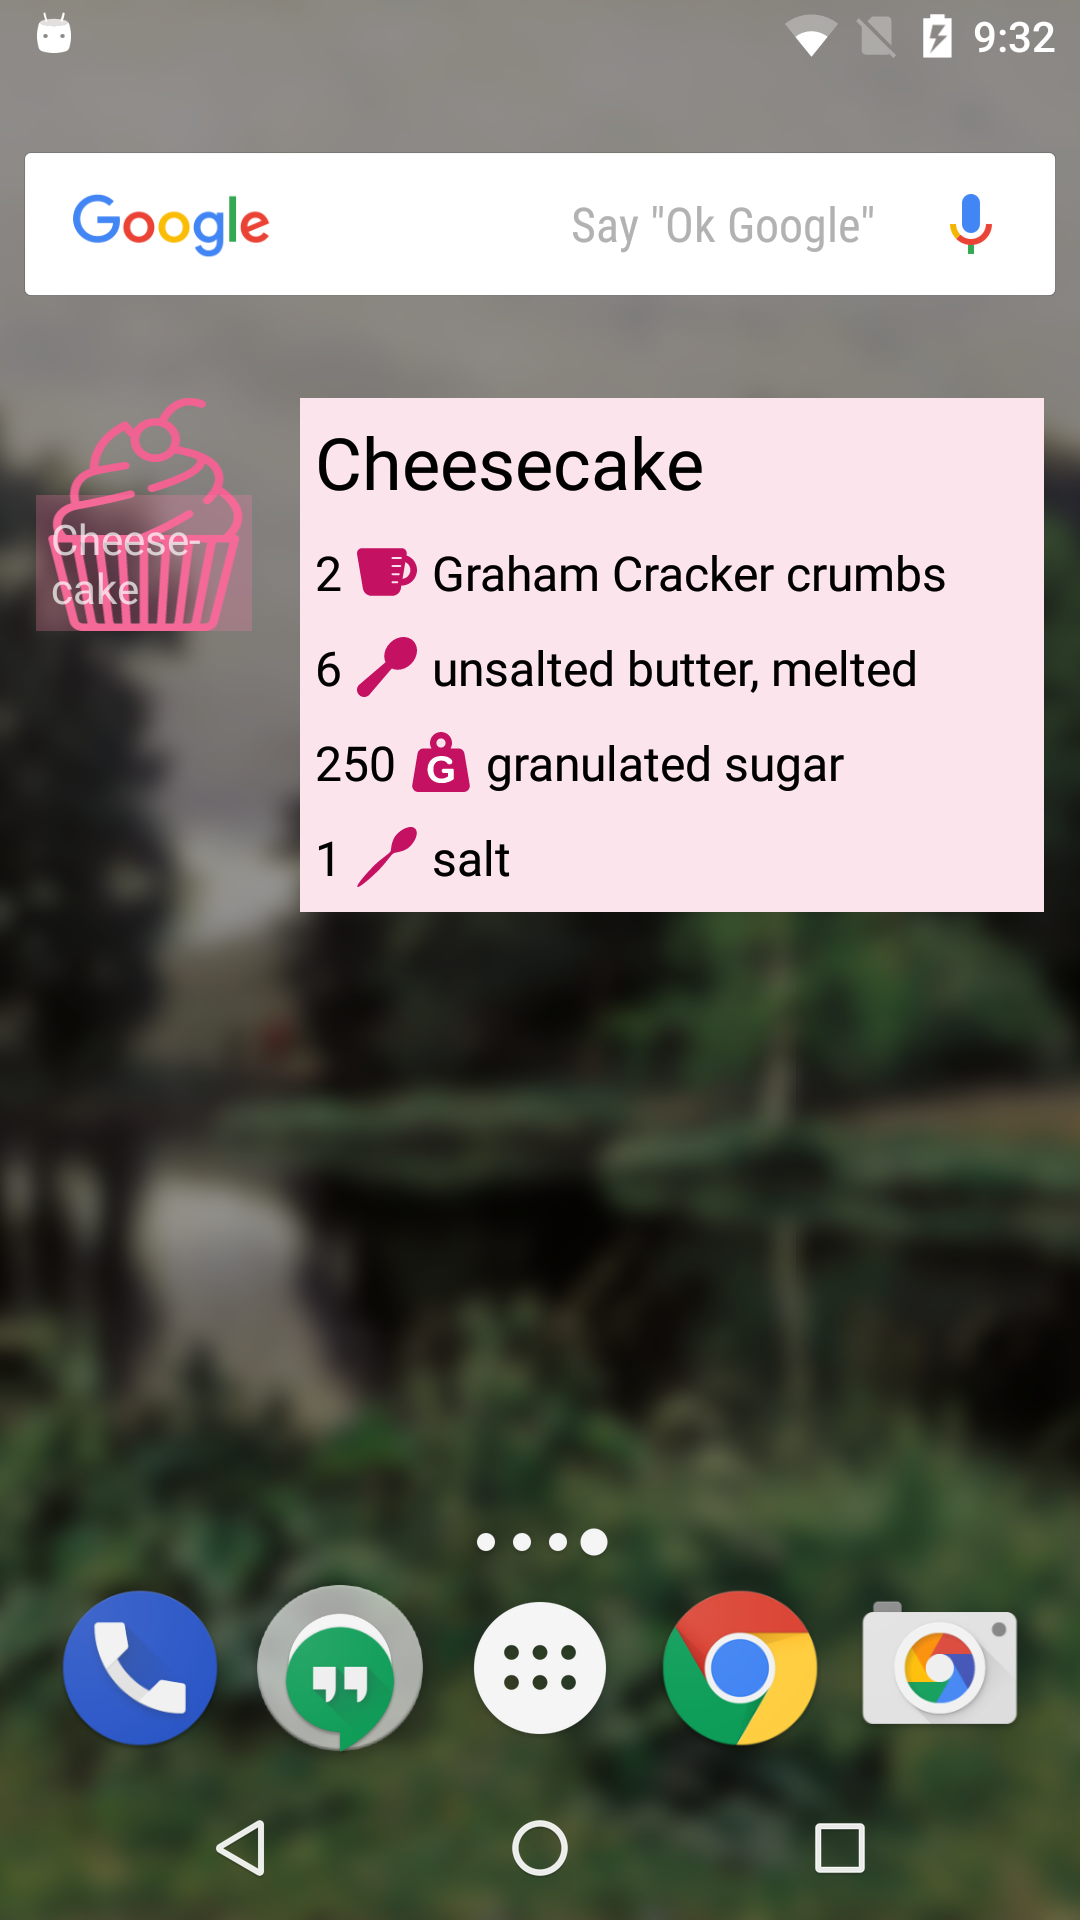 9:32
Google Say "Ok Google"
Cheese-
cake
Cheesecake
2 Graham Cracker crumbs
6 unsalted butter, melted
250 G granulated sugar
1 salt